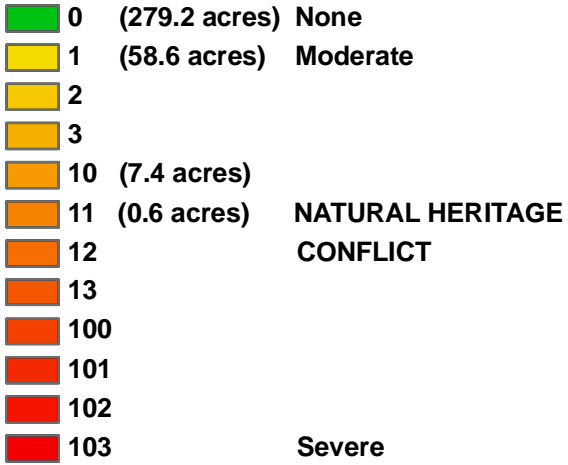 0 (279.2 acres) None
1 (58.6 acres) Moderate
2
3
10 (7.4 acres)
11 (0.6 acres) NATURAL HERITAGE
12 CONFLICT
13
100
101
102
103 Severe